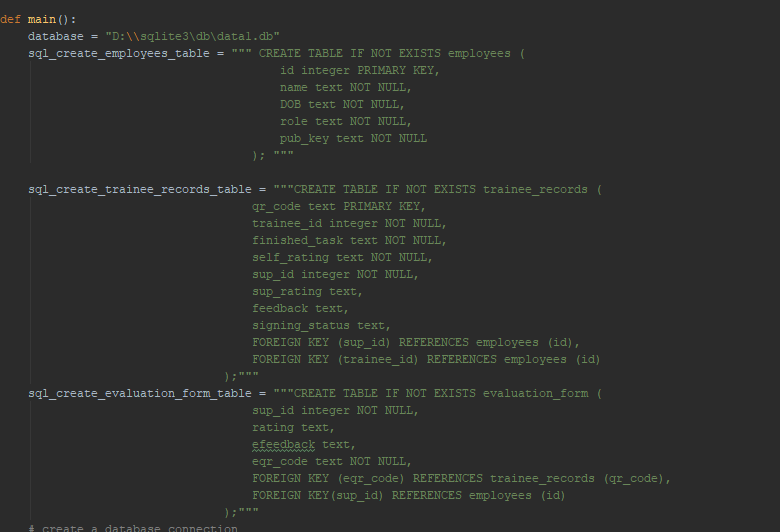 def main():
database = "D:\\sqlite3\db\data1.db"
sql_create_employees_table = """ CREATE TABLE IF NOT EXISTS employees (
id integer PRIMARY KEY,
name text NOT NULL,
DOB text NOT NULL,
role text NOT NULL,
pub_key text NOT NULL
); """
sql_create_trainee_records_table = """CREATE TABLE IF NOT EXISTS trainee_records (
qr_code text PRIMARY KEY,
trainee_id integer NOT NULL,
finished_task text NOT NULL,
self_rating text NOT NULL,
sup_id integer NOT NULL,
sup_rating text,
feedback text,
signing_status text,
FOREIGN KEY (sup_id) REFERENCES employees (id),
FOREIGN KEY (trainee_id) REFERENCES employees (id)
);"""
sql_create_evaluation_form_table = """CREATE TABLE IF NOT EXISTS evaluation_form (
sup_id integer NOT NULL,
rating text,
efeedback text,
eqr_code text NOT NULL,
FOREIGN KEY (eqr_code) REFERENCES trainee_records (qr_code),
FOREIGN KEY(sup_id) REFERENCES employees (id)
);"""
# create a database connection